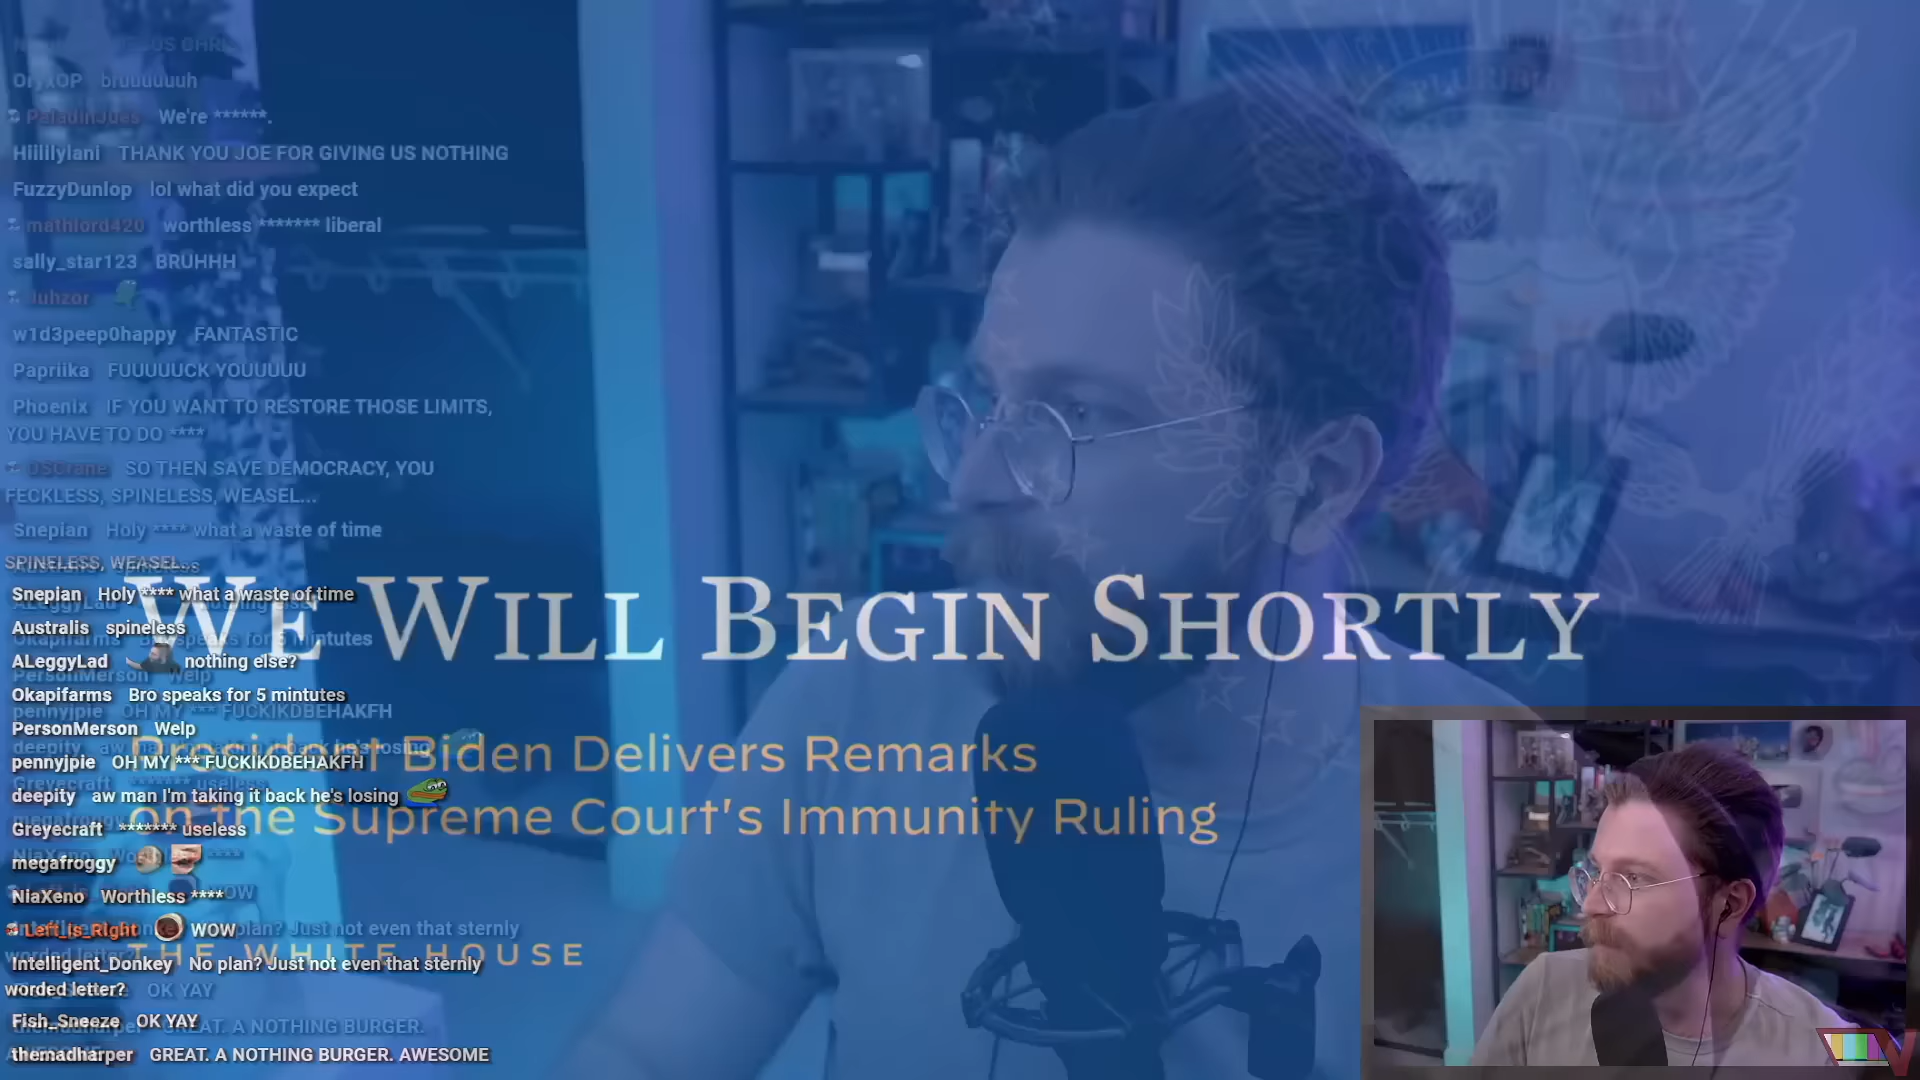 OryxOP bruuuuuuh
PaladinJoes We're ******.
Hiililylani THANK YOU JOE FOR GIVING US NOTHING
FuzzyDunlop lol what did you expect
mathlord420 worthless ******* liberal
sally_star123 BRUHHH
Juhzor
w1d3peep0happy FANTASTIC
Papriika FUUUUUCK YOUUUUU
Phoenix IF YOU WANT TO RESTORE THOSE LIMITS,
YOU HAVE TO DO ****
OSCrane SO THEN SAVE DEMOCRACY, YOU
FECKLESS, SPINELESS, WEASEL...
Snepian Holy **** what a waste of time
SPINELESS, WEASEL...
Snepian Holy **** what a waste of time
Australis spineless
ALeggyLad nothing else?
Okapifarms Bro speaks for 5 mintutes
PersonMerson Welp
pennyjpie OH MY *** FUCKIKDBEHAKFH
deepity aw man I'm taking it back he's losing
Greyecraft ******* useless
megafroggy
NiaXeno Worthless ****
Left_is_Right WOW
Intelligent_Donkey No plan? Just not even that sternly
worded letter?
Fish_Sneeze OK YAY
themadharper GREAT. A NOTHING BURGER. AWESOME
WE WILL BEGIN SHORTLY
President Biden Delivers Remarks
on the Supreme Court's Immunity Ruling
THE WHITE HOUSE